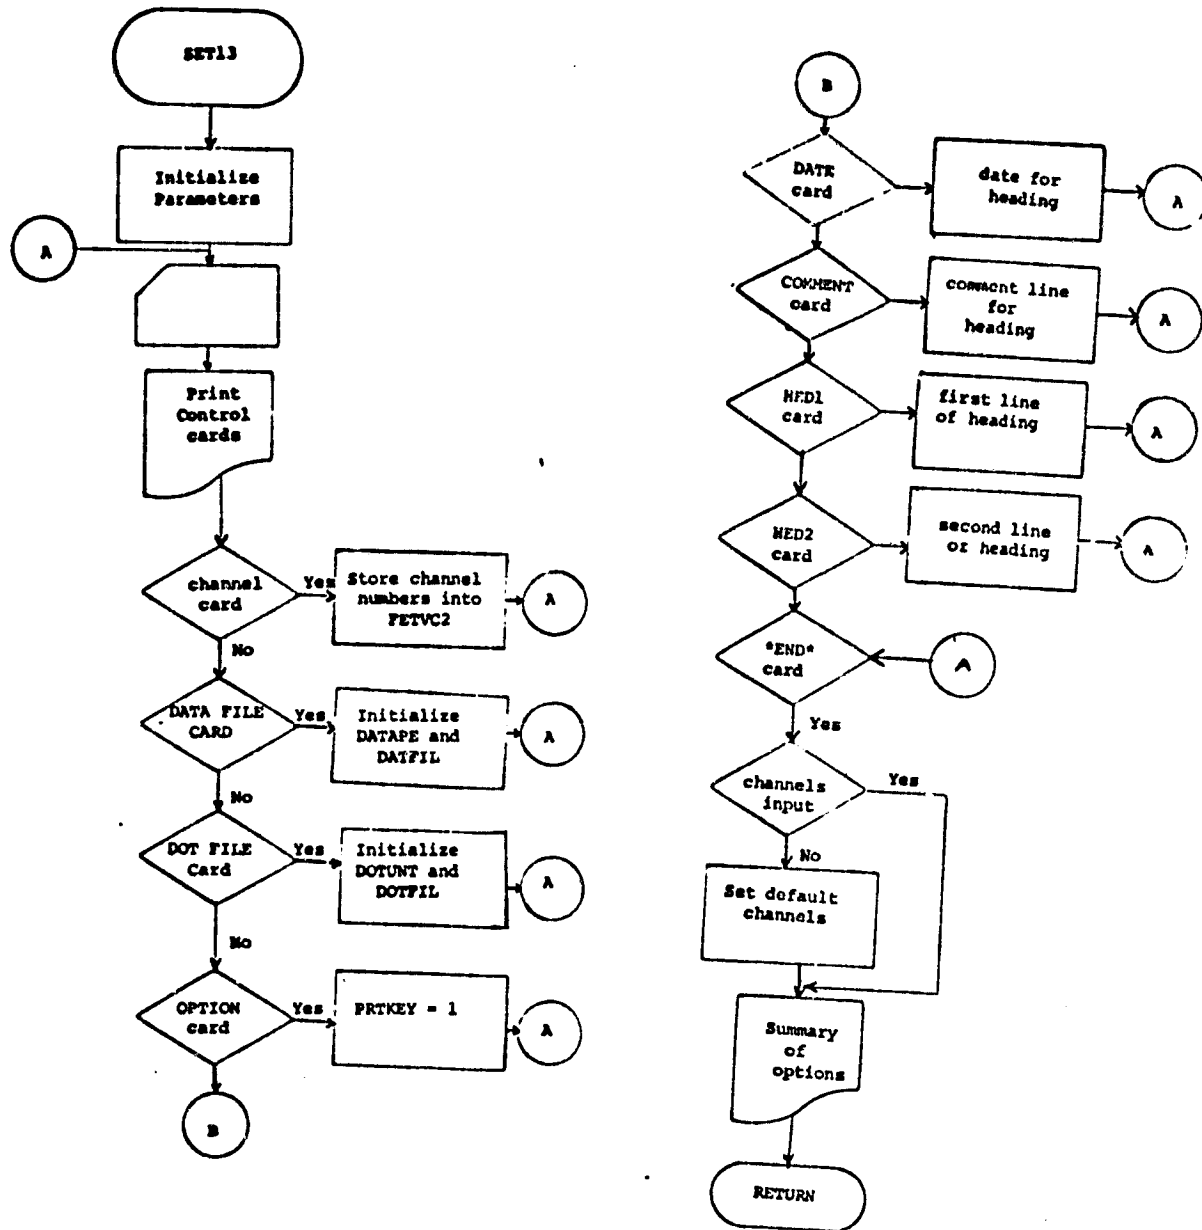 SET13
Initialize
Parameters
A
Print
Control
cards
channel
card
Yes
Store channel
numbers into
FETVC2
A
No
DATA FILE
CARD
Yes
Initialize
DATAPE and
DATFIL
A
No
DOT FILE
Card
Yes
Initialize
DOTUNT and
DOTFIL
A
No
OPTION
card
Yes
PRTKEY = 1
A
B
B
DATE
card
date for
heading
A
COMMENT
card
comment line
for
heading
A
HED1
card
first line
of heading
A
HED2
card
second line
of heading
A
*END*
card
A
Yes
channels
input
Yes
No
Set default
channels
Summary
of
options
RETURN